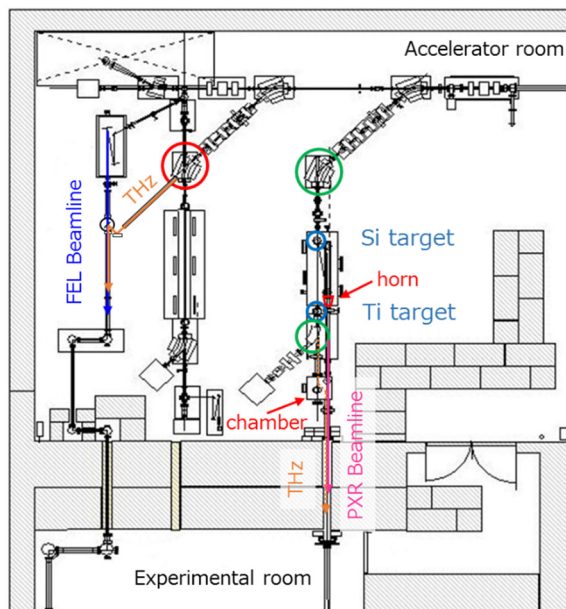 Accelerator room
THz
FEL Beamline
Si target
horn
Ti target
chamber
THz
PXR Beamline
Experimental room